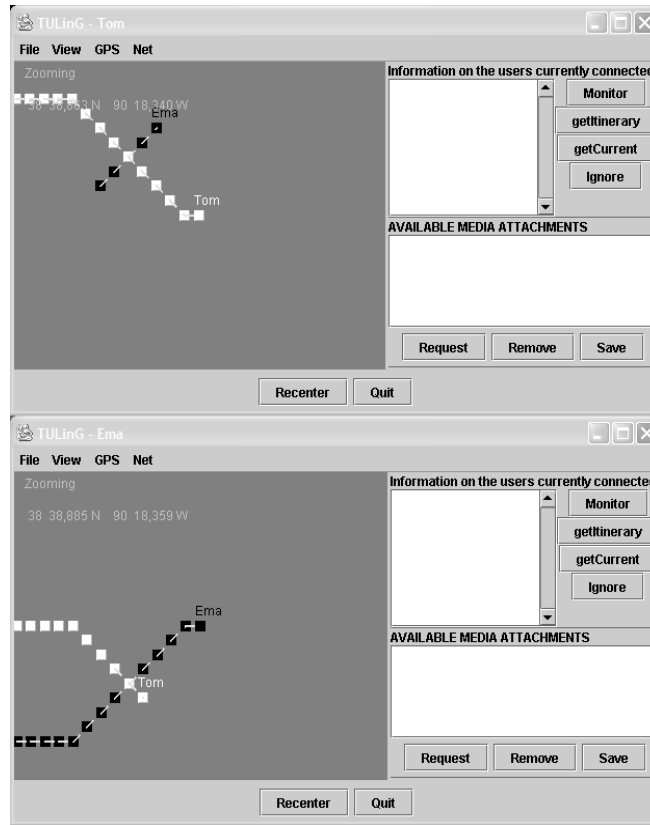 TULinG - Tom
File View GPS Net
Zooming
Information on the users currently connecte
38 38,883 N 90 18,340 W
Ema
Tom
Monitor
getItinerary
getCurrent
Ignore
AVAILABLE MEDIA ATTACHMENTS
Request Remove Save
Recenter Quit
TULinG - Ema
File View GPS Net
Zooming
Information on the users currently connecte
38 38,885 N 90 18,359 W
Ema
Tom
Monitor
getItinerary
getCurrent
Ignore
AVAILABLE MEDIA ATTACHMENTS
Request Remove Save
Recenter Quit